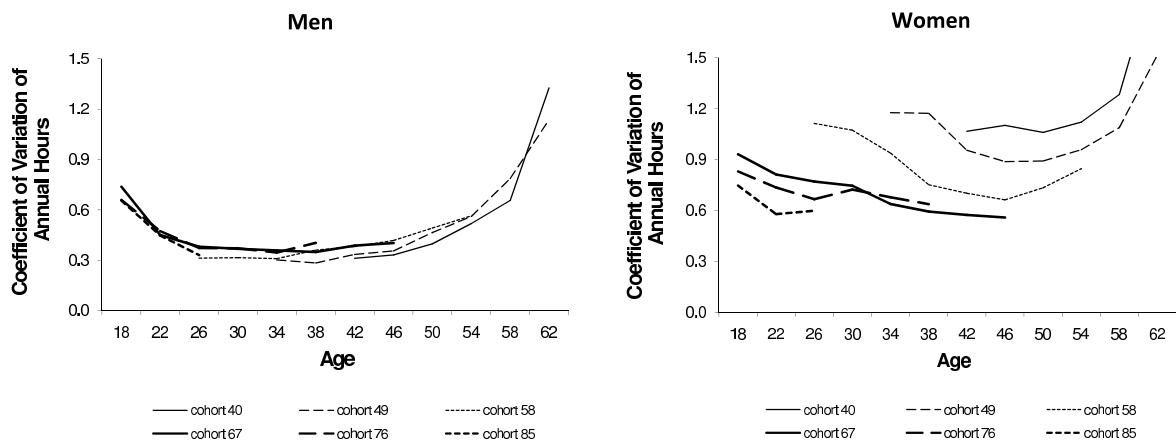 Men
Coefficient of Variation of
Annual Hours
1.5
1.2
0.9
0.6
0.3
0.0
18 22 26 30 34 38 42 46 50 54 58 62
Age
cohort 40 cohort 49 cohort 58
cohort 67 cohort 76 cohort 85
Women
Coefficient of Variation of
Annual Hours
1.5
1.2
0.9
0.6
0.3
0.0
18 22 26 30 34 38 42 46 50 54 58 62
Age
cohort 40 cohort 49 cohort 58
cohort 67 cohort 76 cohort 85